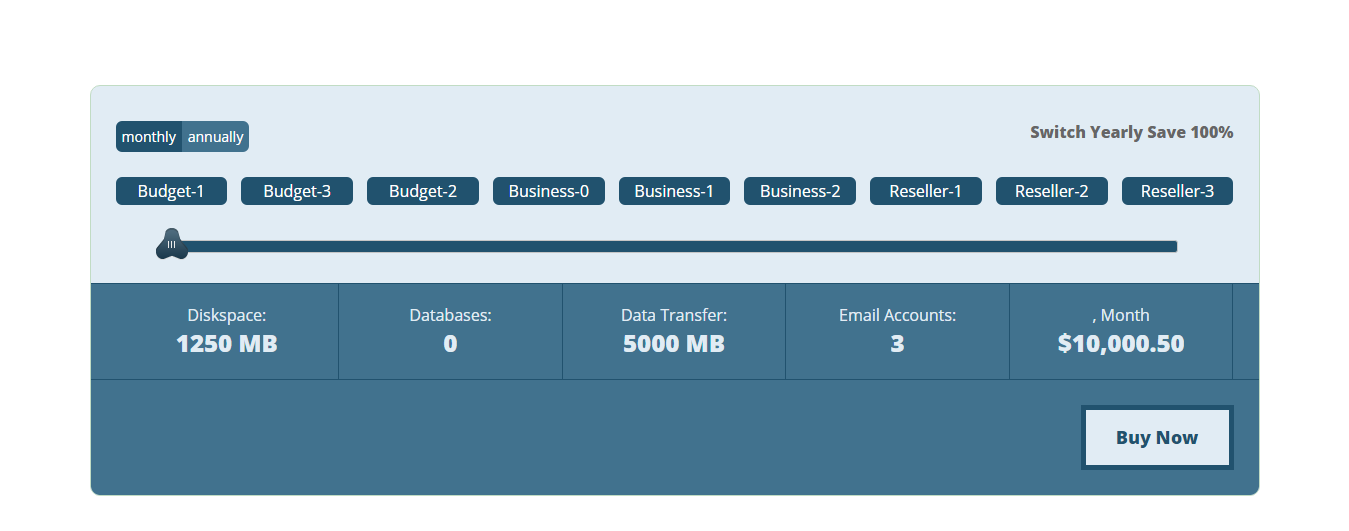 monthly annually
Switch Yearly Save 100%
Budget-1 Budget-3 Budget-2 Business-0 Business-1 Business-2 Reseller-1 Reseller-2 Reseller-3
Diskspace: Databases: Data Transfer: Email Accounts: , Month
1250 MB 0 5000 MB 3 $10,000.50
Buy Now